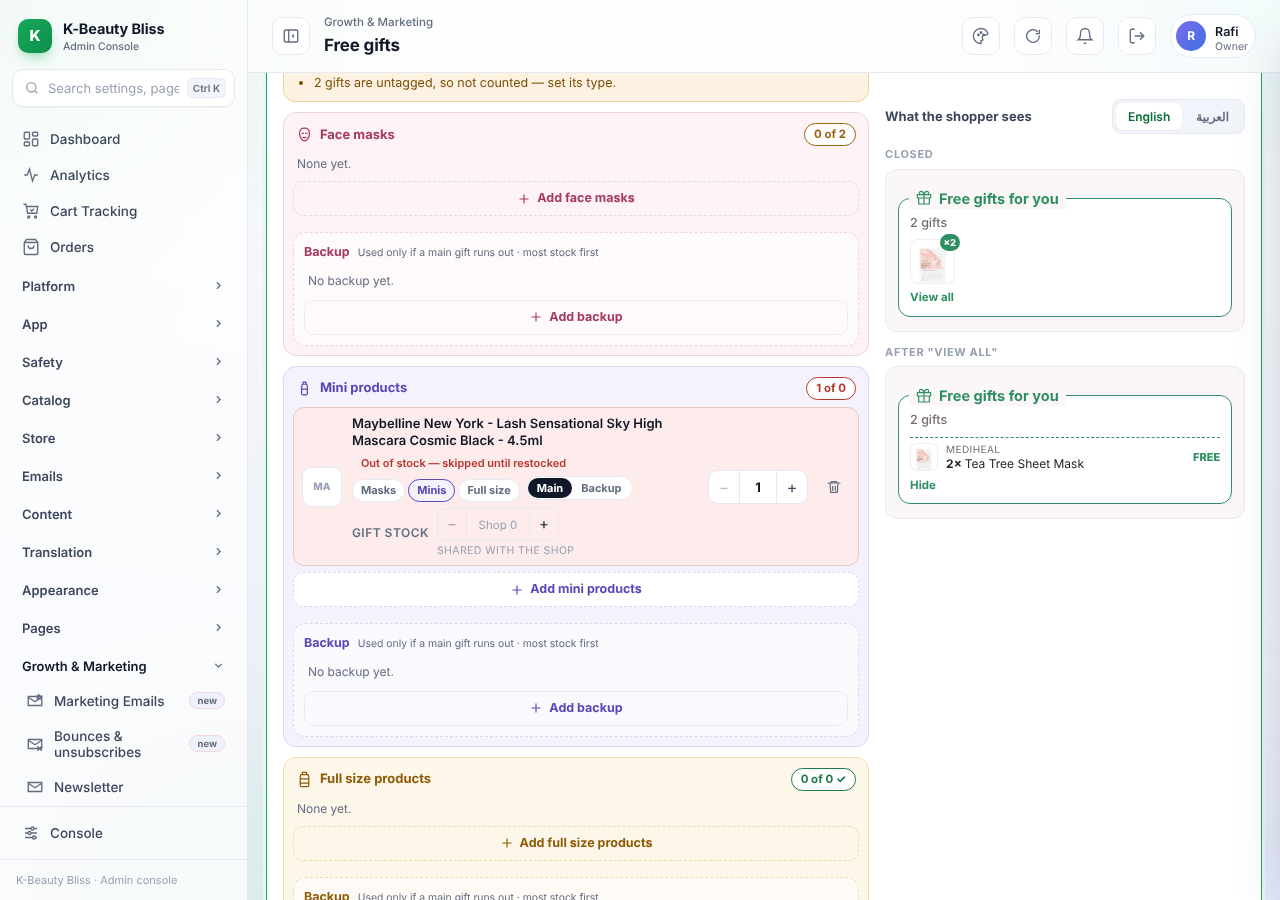 K
K-Beauty Bliss
Admin Console
Search settings, page
Ctrl K
Dashboard
Analytics
Cart Tracking
Orders
Platform
App
Safety
Catalog
Store
Emails
Content
Translation
Appearance
Pages
Growth & Marketing
Marketing Emails
new
Bounces &
unsubscribes
new
Newsletter
Console
K-Beauty Bliss · Admin console
Growth & Marketing
Free gifts
R
Rafi
Owner
• 2 gifts are untagged, so not counted — set its type.
Face masks
0 of 2
None yet.
+ Add face masks
Backup Used only if a main gift runs out · most stock first
No backup yet.
+ Add backup
Mini products
1 of 0
MA
Maybelline New York - Lash Sensational Sky High
Mascara Cosmic Black - 4.5ml
Out of stock — skipped until restocked
Masks Minis Full size Main Backup
− 1 +
GIFT STOCK − Shop 0 +
SHARED WITH THE SHOP
+ Add mini products
Backup Used only if a main gift runs out · most stock first
No backup yet.
+ Add backup
Full size products
0 of 0 ✓
None yet.
+ Add full size products
Backup Used only if a main gift runs out · most stock first
What the shopper sees
English العربية
CLOSED
Free gifts for you
2 gifts
×2
View all
AFTER "VIEW ALL"
Free gifts for you
2 gifts
MEDIHEAL
2× Tea Tree Sheet Mask
FREE
Hide